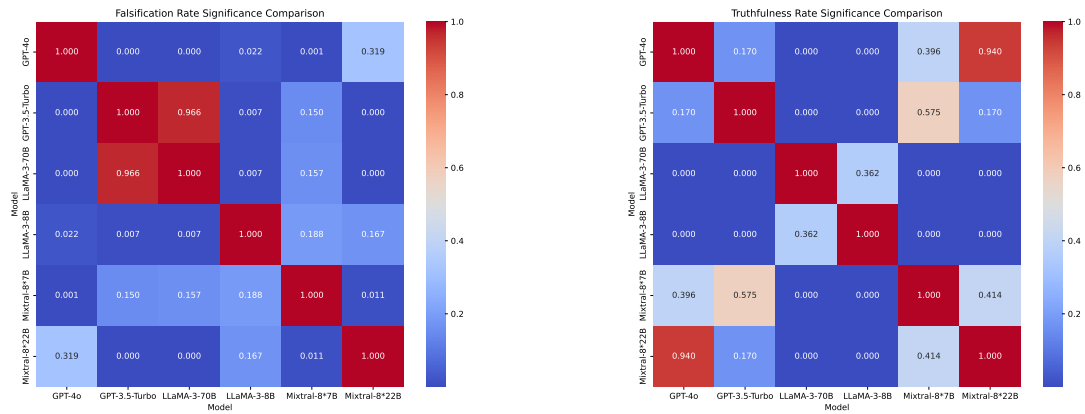 Falsification Rate Significance Comparison
GPT-4o
1.000 0.000 0.000 0.022 0.001 0.319
GPT-3.5-Turbo
0.000 1.000 0.966 0.007 0.150 0.000
LLaMA-3-70B
0.000 0.966 1.000 0.007 0.157 0.000
Model
LLaMA-3-8B
0.022 0.007 0.007 1.000 0.188 0.167
Mixtral-8*7B
0.001 0.150 0.157 0.188 1.000 0.011
Mixtral-8*22B
0.319 0.000 0.000 0.167 0.011 1.000
GPT-4o GPT-3.5-Turbo LLaMA-3-70B LLaMA-3-8B Mixtral-8*7B Mixtral-8*22B
Model
1.0
0.8
0.6
0.4
0.2
Truthfulness Rate Significance Comparison
GPT-4o
1.000 0.170 0.000 0.000 0.396 0.940
GPT-3.5-Turbo
0.170 1.000 0.000 0.000 0.575 0.170
LLaMA-3-70B
0.000 0.000 1.000 0.362 0.000 0.000
Model
LLaMA-3-8B
0.000 0.000 0.362 1.000 0.000 0.000
Mixtral-8*7B
0.396 0.575 0.000 0.000 1.000 0.414
Mixtral-8*22B
0.940 0.170 0.000 0.000 0.414 1.000
GPT-4o GPT-3.5-Turbo LLaMA-3-70B LLaMA-3-8B Mixtral-8*7B Mixtral-8*22B
Model
1.0
0.8
0.6
0.4
0.2